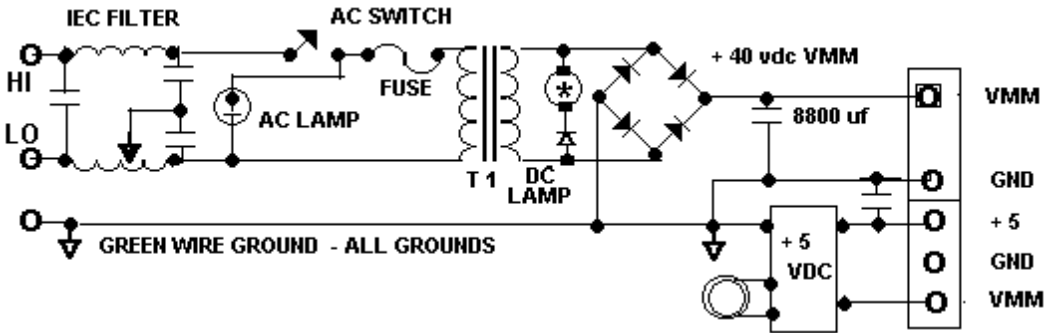 IEC FILTER
AC SWITCH
HI
FUSE
+ 40 vdc VMM
VMM
AC LAMP
8800 uf
LO
T 1
DC
LAMP
GND
+ 5
GREEN WIRE GROUND - ALL GROUNDS
+ 5
VDC
GND
VMM